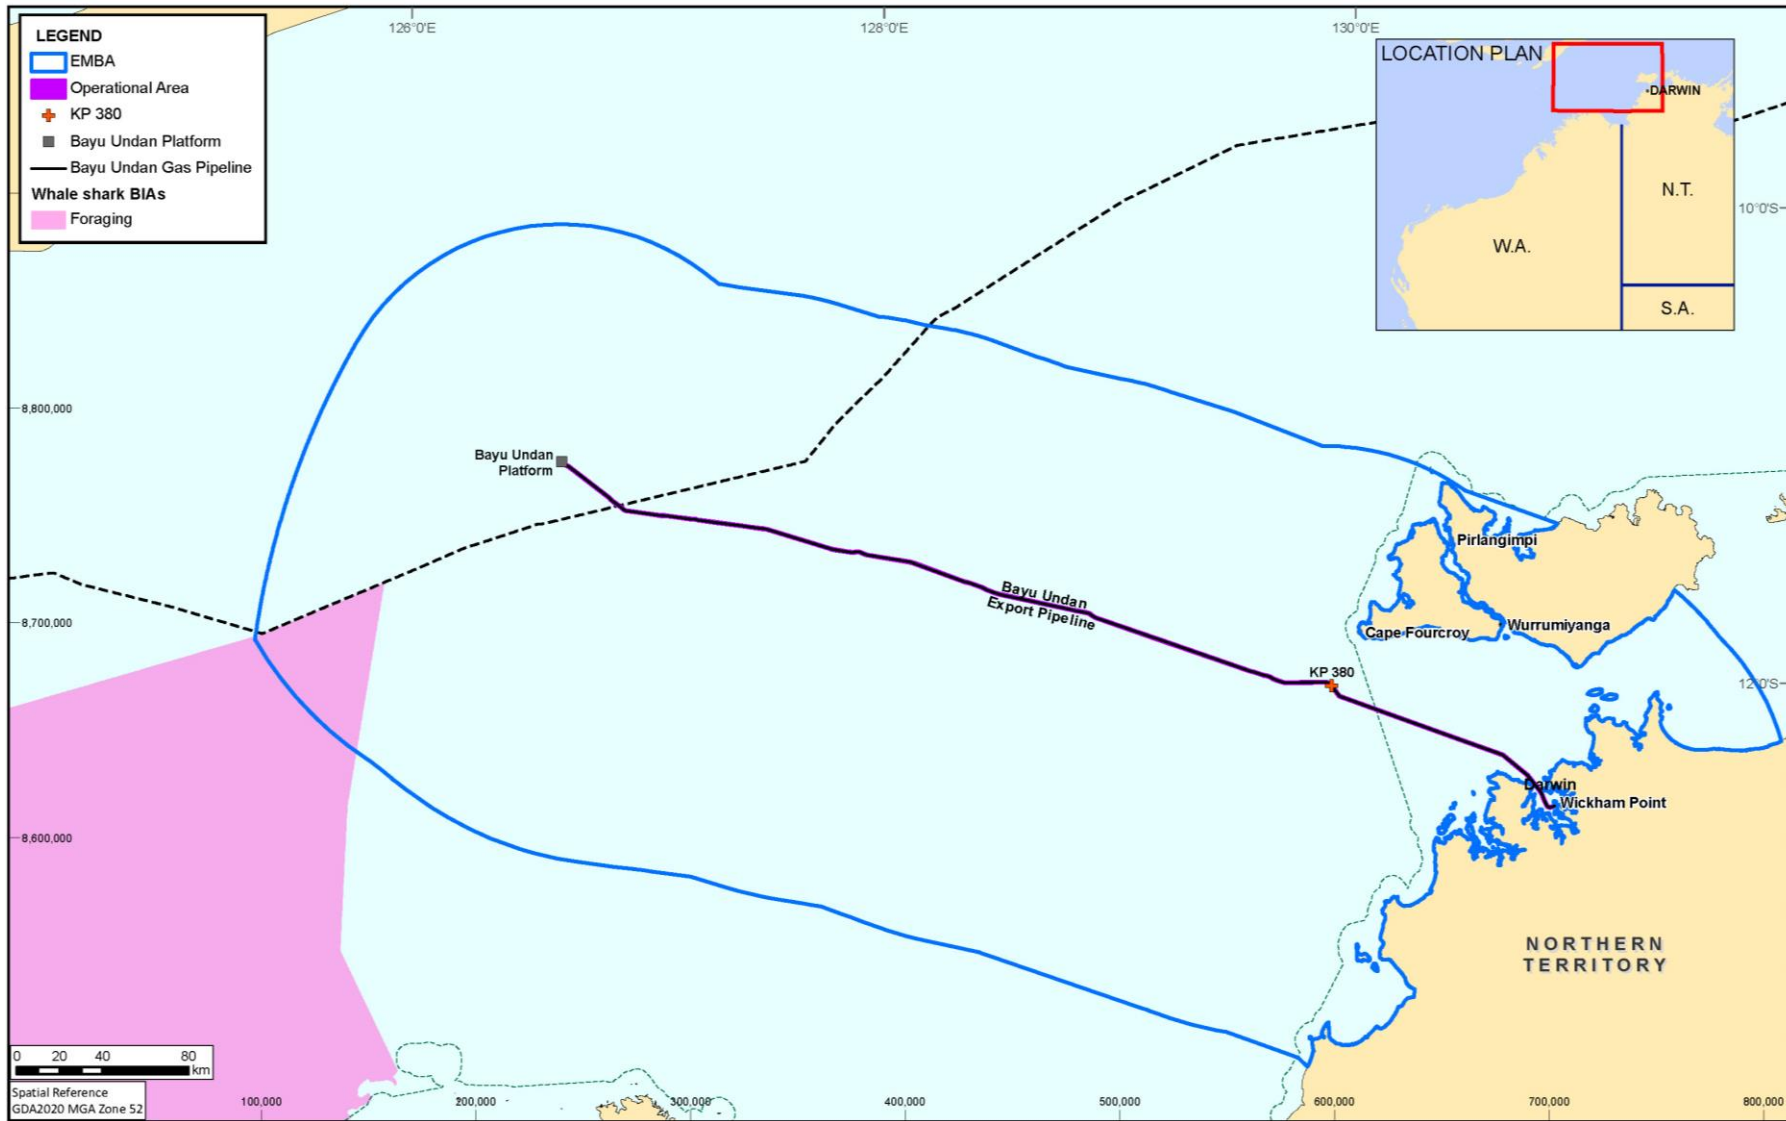 126°0'E
128°0'E
130°0'E
LEGEND
EMBA
Operational Area
KP 380
Bayu Undan Platform
Bayu Undan Gas Pipeline
Whale shark BIAs
Foraging
LOCATION PLAN
DARWIN
N.T.
W.A.
S.A.
10°0'S
8,800,000
Bayu Undan
Platform
Pirlangimpi
Bayu Undan
Export Pipeline
8,700,000
Cape Fourcroy
Wurrumiyanga
KP 380
12°0'S
Darwin
Wickham Point
8,600,000
NORTHERN
TERRITORY
0 20 40 80
km
Spatial Reference
GDA2020 MGA Zone 52
100,000
200,000
300,000
400,000
500,000
600,000
700,000
800,000